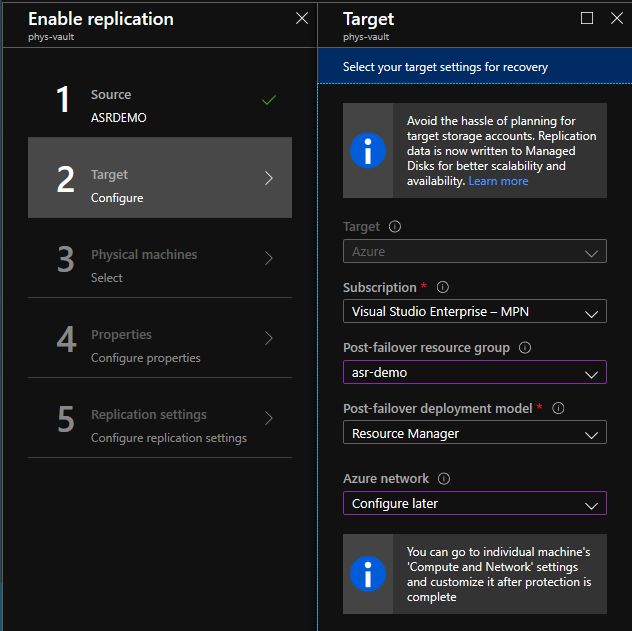 Enable replication
phys-vault
1
Source
ASRDEMO
2
Target
Configure
3
Physical machines
Select
4
Properties
Configure properties
5
Replication settings
Configure replication settings
Target
phys-vault
Select your target settings for recovery
Avoid the hassle of planning for
target storage accounts. Replication
data is now written to Managed
Disks for better scalability and
availability. Learn more
Target
Azure
Subscription *
Visual Studio Enterprise – MPN
Post-failover resource group
asr-demo
Post-failover deployment model *
Resource Manager
Azure network
Configure later
You can go to individual machine's
'Compute and Network' settings
and customize it after protection is
complete